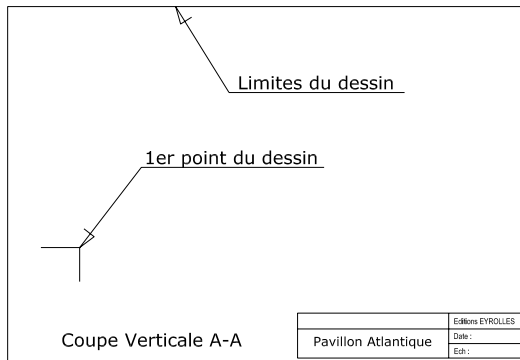 Limites du dessin
1er point du dessin
Coupe Verticale A-A
Pavillon Atlantique
Editions EYROLLES
Date :
Ech :